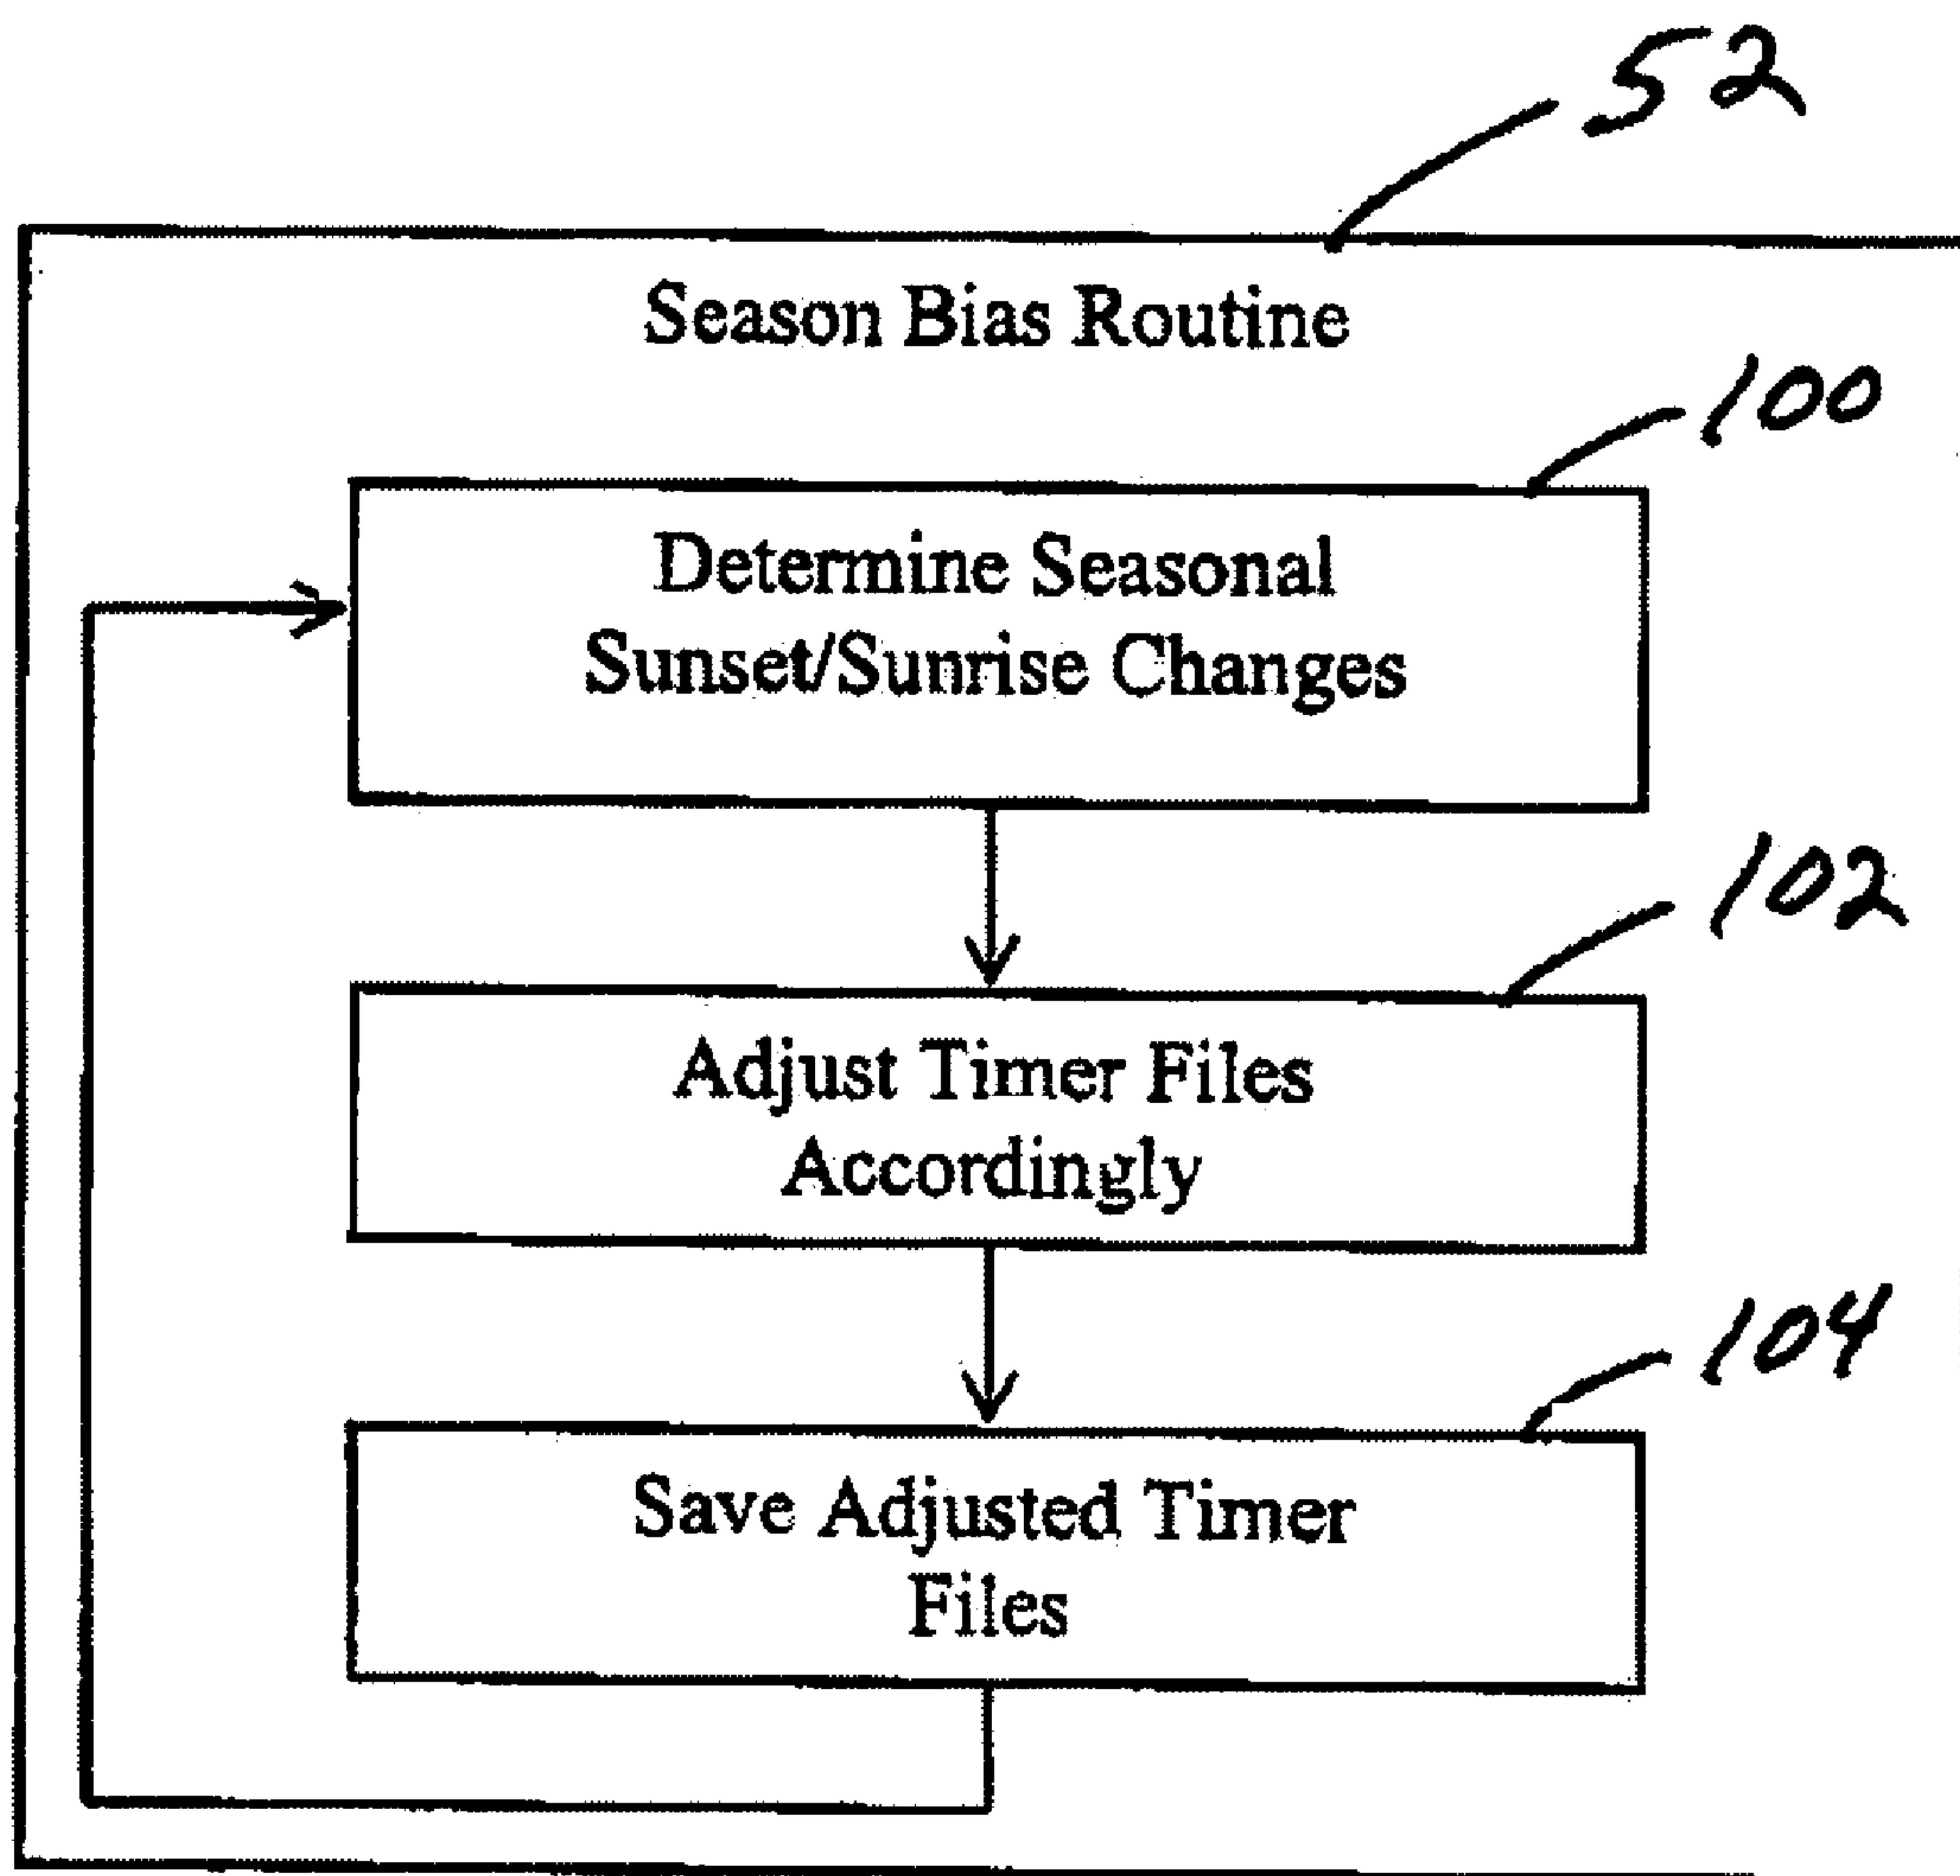 52
Season Bias Routine
100
Determine Seasonal
Sunset/Sunrise Changes
102
Adjust Timer Files
Accordingly
104
Save Adjusted Timer
Files